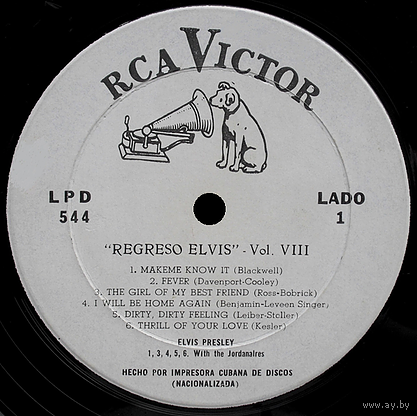 RCA VICTOR
LPD
544
LADO
1
"REGRESO ELVIS" - Vol. VIII
1. MAKEME KNOW IT (Blackwell)
2. FEVER (Davenport-Cooley)
3. THE GIRL OF MY BEST FRIEND (Ross-Bobrick)
4. I WILL BE HOME AGAIN (Benjamin-Leveen Singer)
5. DIRTY, DIRTY FEELING (Leiber-Stoller)
6. THRILL OF YOUR LOVE (Kesler)
ELVIS PRESLEY
1, 3, 4, 5, 6. With the Jordanaires
HECHO POR IMPRESORA CUBANA DE DISCOS
(NACIONALIZADA)
www.ay.by